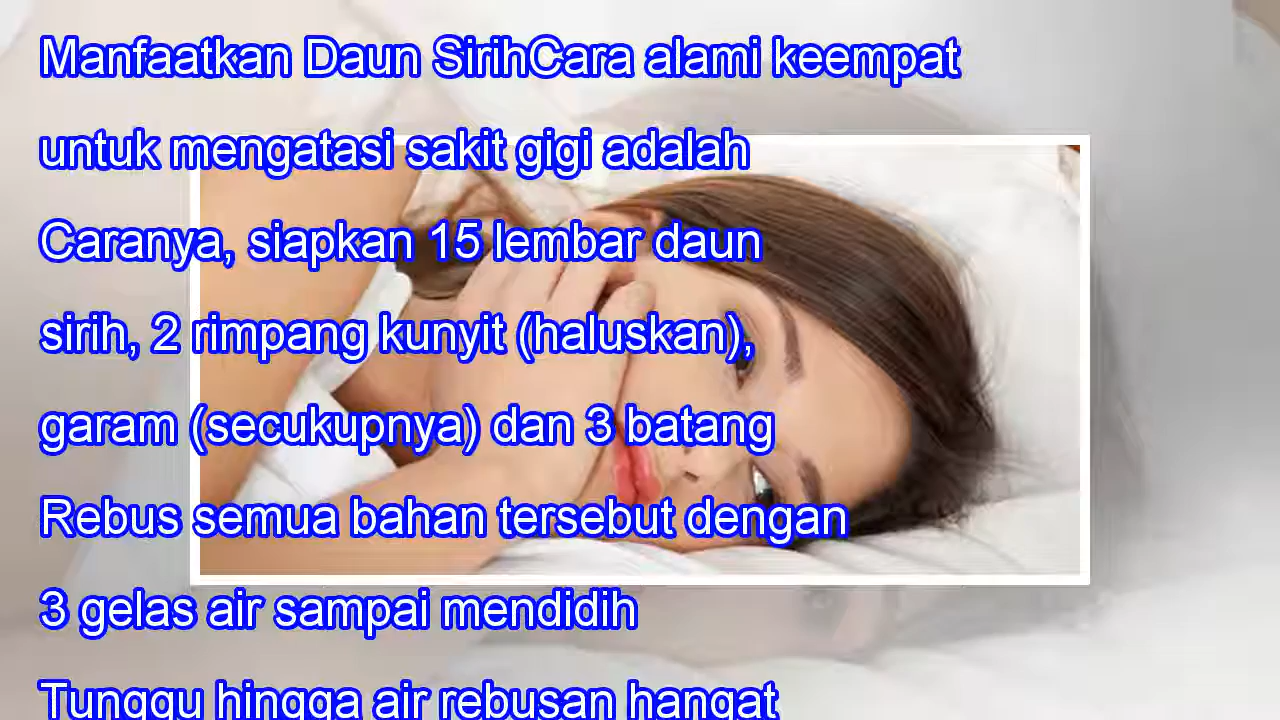 Manfaatkan Daun SirihCara alami keempat
untuk mengatasi sakit gigi adalah
Caranya, siapkan 15 lembar daun
sirih, 2 rimpang kunyit (haluskan),
garam (secukupnya) dan 3 batang
Rebus semua bahan tersebut dengan
3 gelas air sampai mendidih
Tunggu hingga air rebusan hangat